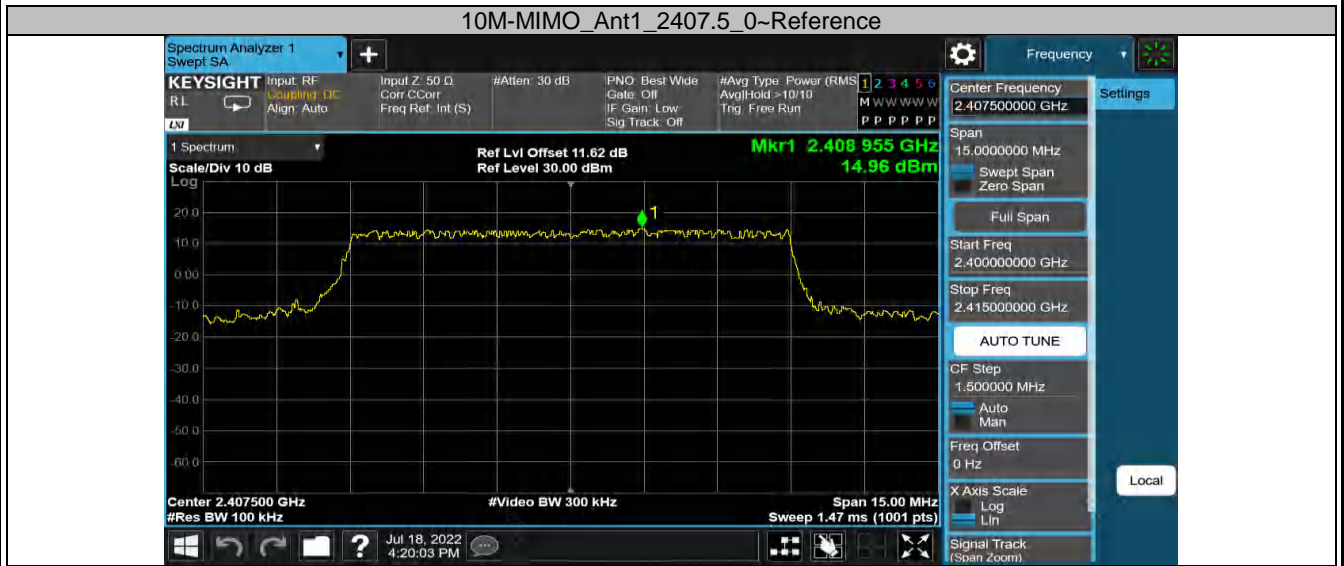 10M-MIMO_Ant1_2407.5_0~Reference
Spectrum Analyzer 1
Swept SA
+
Frequency
KEYSIGHT
RL
LXI
Input: RF
Coupling: DC
Align: Auto
Input Z: 50 Ω
Corr CCorr
Freq Ref: Int (S)
#Atten: 30 dB
PNO: Best Wide
Gate: Off
IF Gain: Low
Sig Track: Off
#Avg Type: Power (RMS
Avg|Hold >10/10
Trig: Free Run
1 2 3 4 5 6
M W W W W W
P P P P P P
Center Frequency
2.407500000 GHz
Settings
Span
15.0000000 MHz
Swept Span
Zero Span
Full Span
Start Freq
2.400000000 GHz
Stop Freq
2.415000000 GHz
AUTO TUNE
CF Step
1.500000 MHz
Auto
Man
Freq Offset
0 Hz
X Axis Scale
Log
Lin
Signal Track
(Span Zoom)
Local
1 Spectrum
Scale/Div 10 dB
Ref Lvl Offset 11.62 dB
Ref Level 30.00 dBm
Mkr1 2.408 955 GHz
14.96 dBm
Log
1
20.0
10.0
0.00
-10.0
-20.0
-30.0
-40.0
-50.0
-60.0
Center 2.407500 GHz
#Video BW 300 kHz
Span 15.00 MHz
#Res BW 100 kHz
Sweep 1.47 ms (1001 pts)
?
Jul 18, 2022
4:20:03 PM